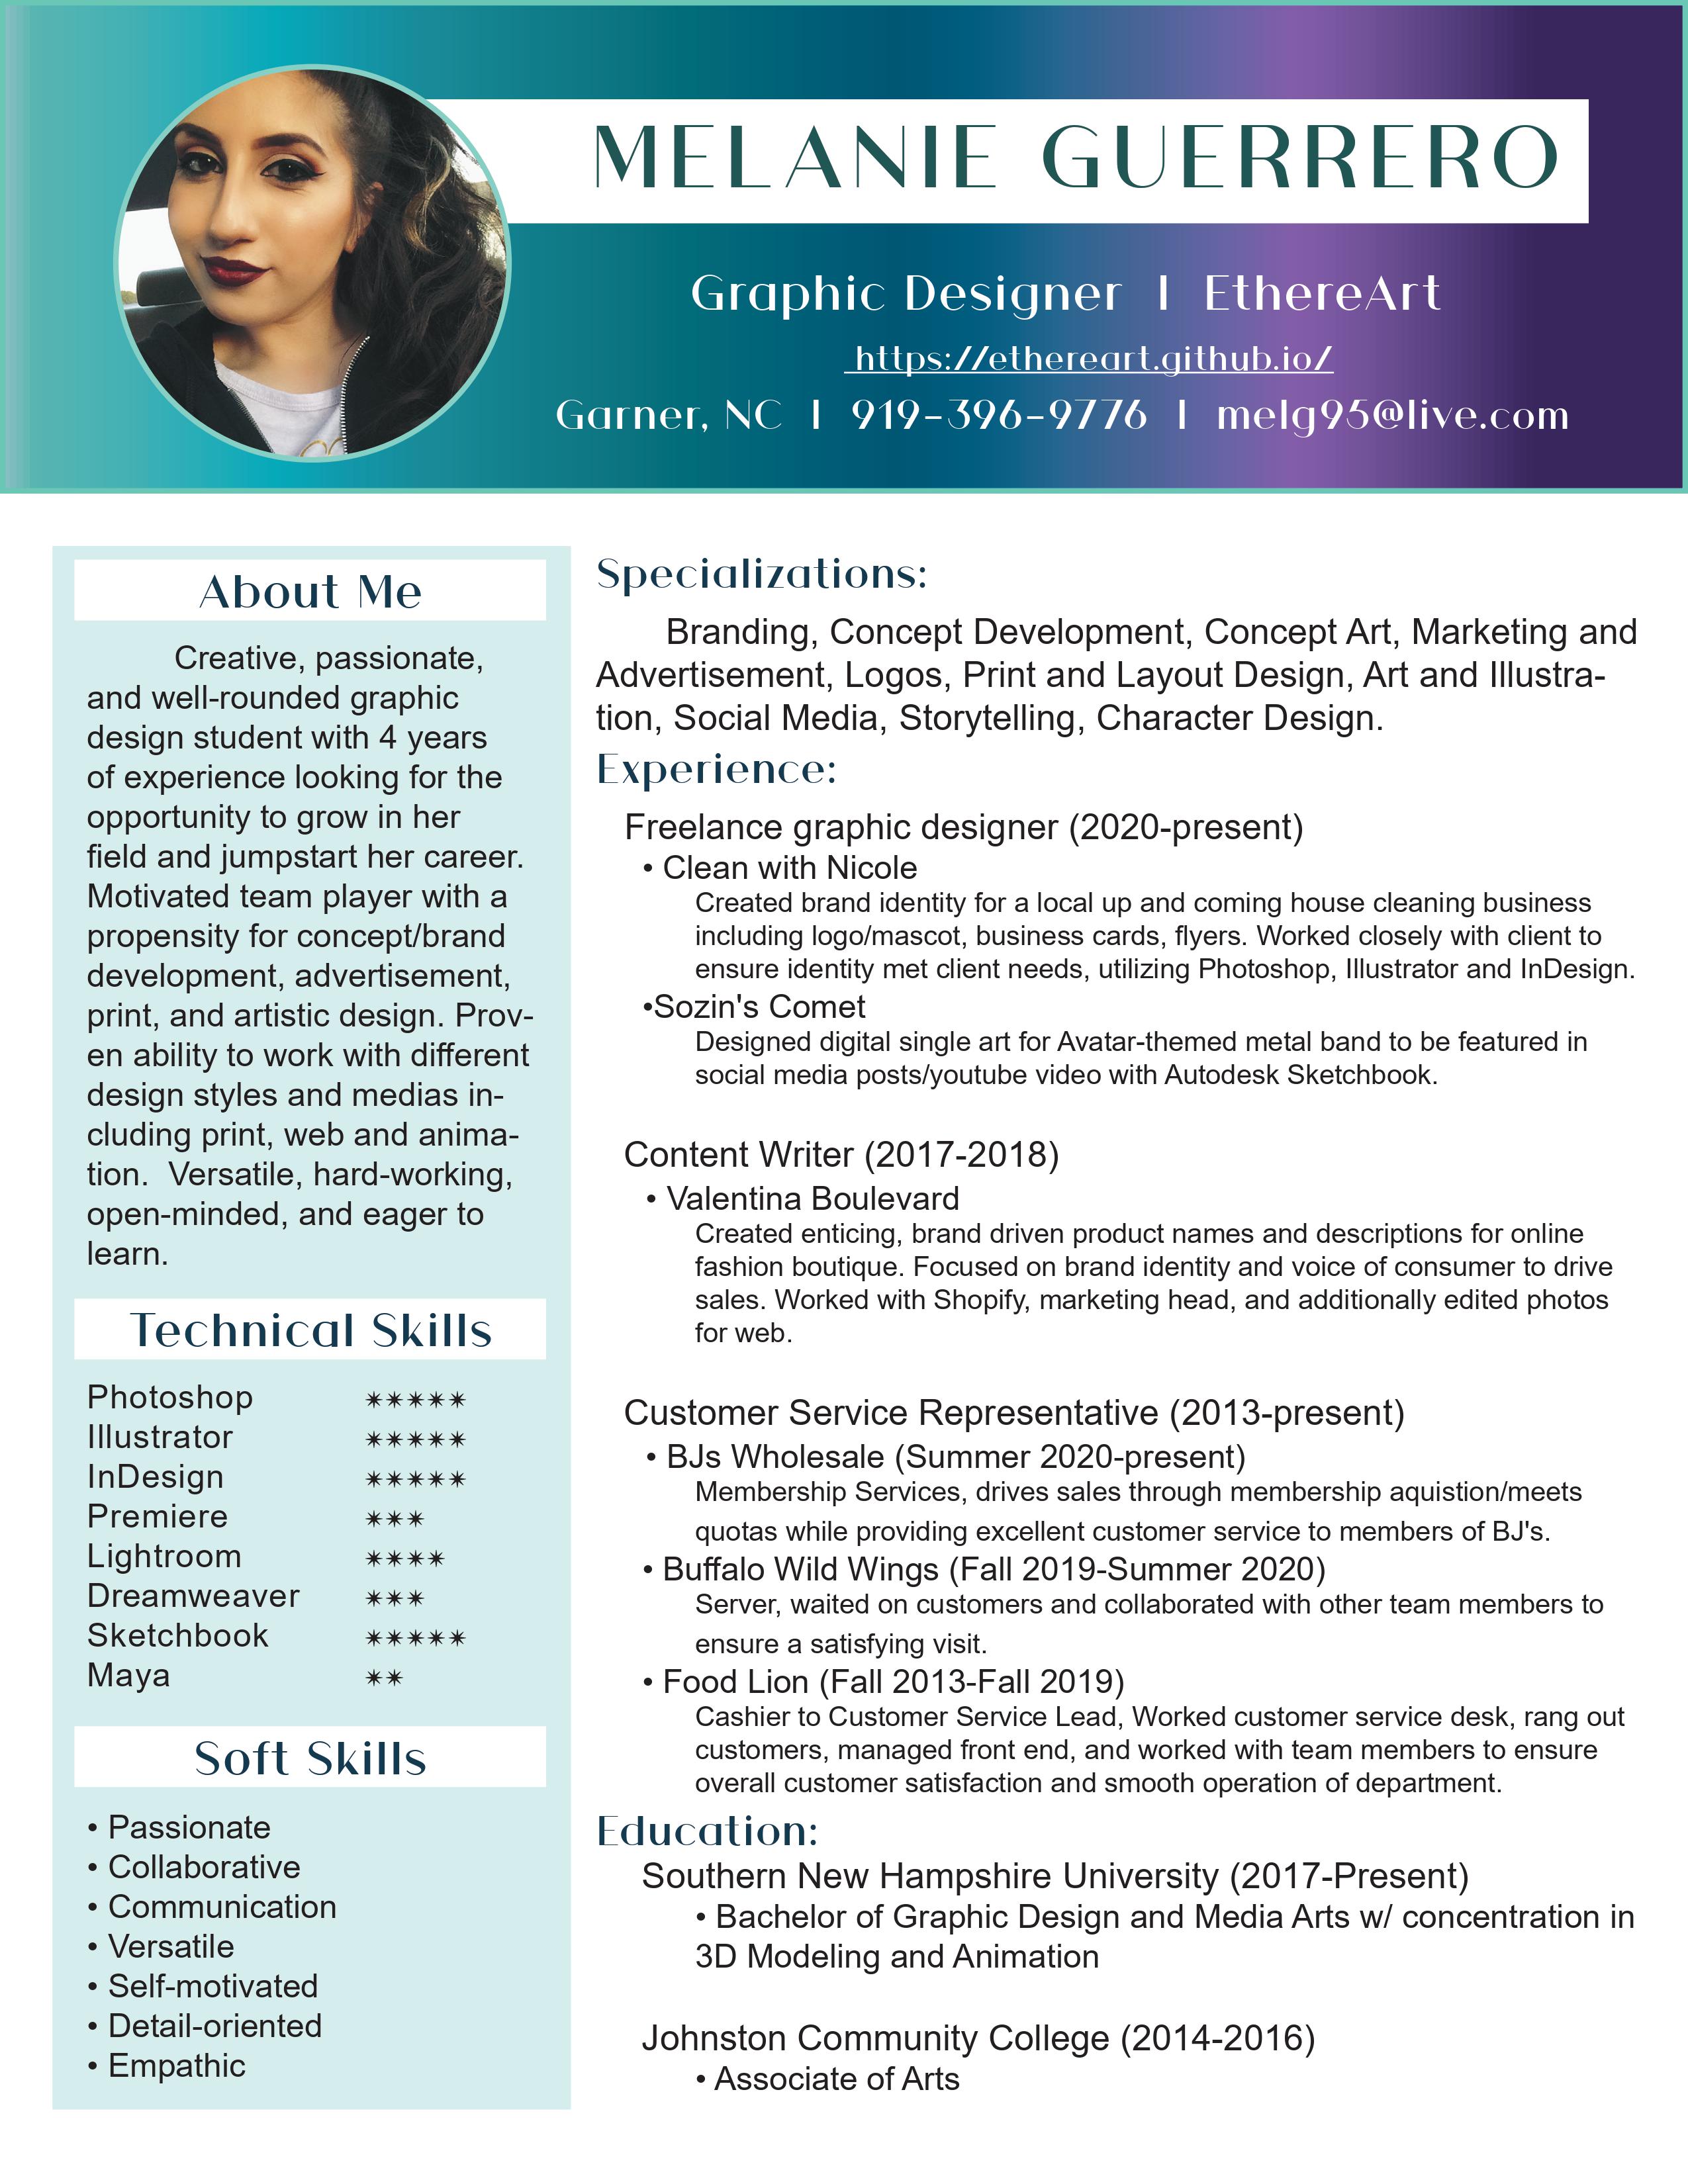 MELANIE GUERRERO
Graphic Designer | EthereArt
https://ethereart.github.io/
Garner, NC | 919-396-9776 | melg95@live.com
About Me
Creative, passionate,
and well-rounded graphic
design student with 4 years
of experience looking for the
opportunity to grow in her
field and jumpstart her career.
Motivated team player with a
propensity for concept/brand
development, advertisement,
print, and artistic design. Prov-
en ability to work with different
design styles and medias in-
cluding print, web and anima-
tion.  Versatile, hard-working,
open-minded, and eager to
learn.
Technical Skills
Photoshop ✷✷✷✷✷
Illustrator ✷✷✷✷✷
InDesign ✷✷✷✷✷
Premiere ✷✷✷
Lightroom ✷✷✷✷
Dreamweaver ✷✷✷
Sketchbook ✷✷✷✷✷
Maya ✷✷
Soft Skills
• Passionate
• Collaborative
• Communication
• Versatile
• Self-motivated
• Detail-oriented
• Empathic
Specializations:
Branding, Concept Development, Concept Art, Marketing and
Advertisement, Logos, Print and Layout Design, Art and Illustra-
tion, Social Media, Storytelling, Character Design.
Experience:
Freelance graphic designer (2020-present)
• Clean with Nicole
Created brand identity for a local up and coming house cleaning business
including logo/mascot, business cards, flyers. Worked closely with client to
ensure identity met client needs, utilizing Photoshop, Illustrator and InDesign.
•Sozin's Comet
Designed digital single art for Avatar-themed metal band to be featured in
social media posts/youtube video with Autodesk Sketchbook.
Content Writer (2017-2018)
• Valentina Boulevard
Created enticing, brand driven product names and descriptions for online
fashion boutique. Focused on brand identity and voice of consumer to drive
sales. Worked with Shopify, marketing head, and additionally edited photos
for web.
Customer Service Representative (2013-present)
• BJs Wholesale (Summer 2020-present)
Membership Services, drives sales through membership aquistion/meets
quotas while providing excellent customer service to members of BJ's.
• Buffalo Wild Wings (Fall 2019-Summer 2020)
Server, waited on customers and collaborated with other team members to
ensure a satisfying visit.
• Food Lion (Fall 2013-Fall 2019)
Cashier to Customer Service Lead, Worked customer service desk, rang out
customers, managed front end, and worked with team members to ensure
overall customer satisfaction and smooth operation of department.
Education:
Southern New Hampshire University (2017-Present)
• Bachelor of Graphic Design and Media Arts w/ concentration in
3D Modeling and Animation
Johnston Community College (2014-2016)
• Associate of Arts